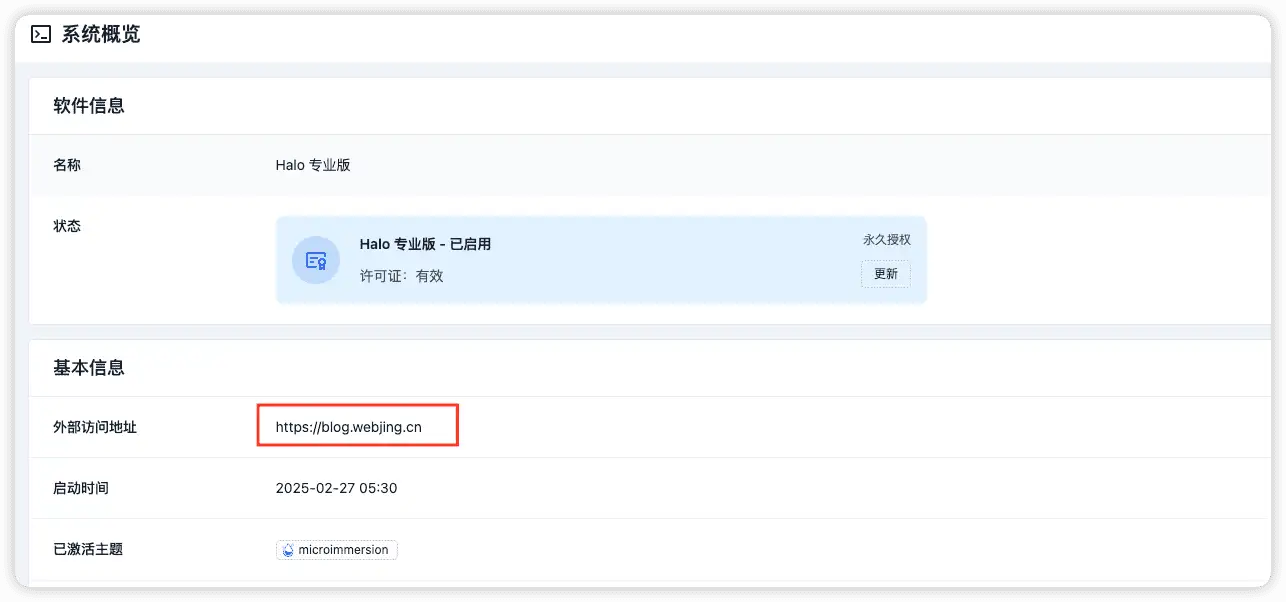 系统概览
软件信息
名称
Halo 专业版
状态
Halo 专业版 - 已启用
永久授权
许可证：有效
更新
基本信息
外部访问地址
https://blog.webjing.cn
启动时间
2025-02-27 05:30
已激活主题
microimmersion